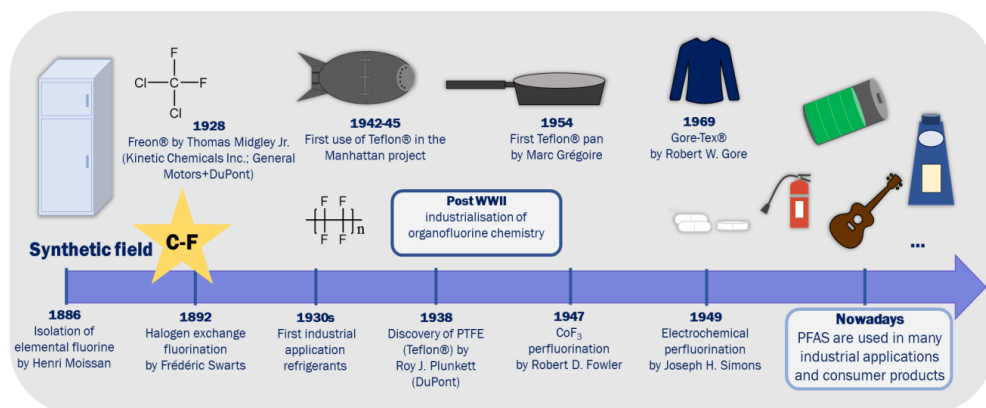 F
Cl
C
F
Cl
1928
Freon® by Thomas Midgley Jr.
(Kinetic Chemicals Inc.; General
Motors+DuPont)
1942-45
First use of Teflon® in the
Manhattan project
1954
First Teflon® pan
by Marc Grégoire
1969
Gore-Tex®
by Robert W. Gore
F F
F F
n
Post WWII
industrialisation of
organofluorine chemistry
...
Synthetic field
C-F
1886
Isolation of
elemental fluorine
by Henri Moissan
1892
Halogen exchange
fluorination
by Frédéric Swarts
1930s
First industrial
application
refrigerants
1938
Discovery of PTFE
(Teflon®) by
Roy J. Plunkett
(DuPont)
1947
CoF₃
perfluorination
by Robert D. Fowler
1949
Electrochemical
perfluorination
by Joseph H. Simons
Nowadays
PFAS are used in many
industrial applications
and consumer products